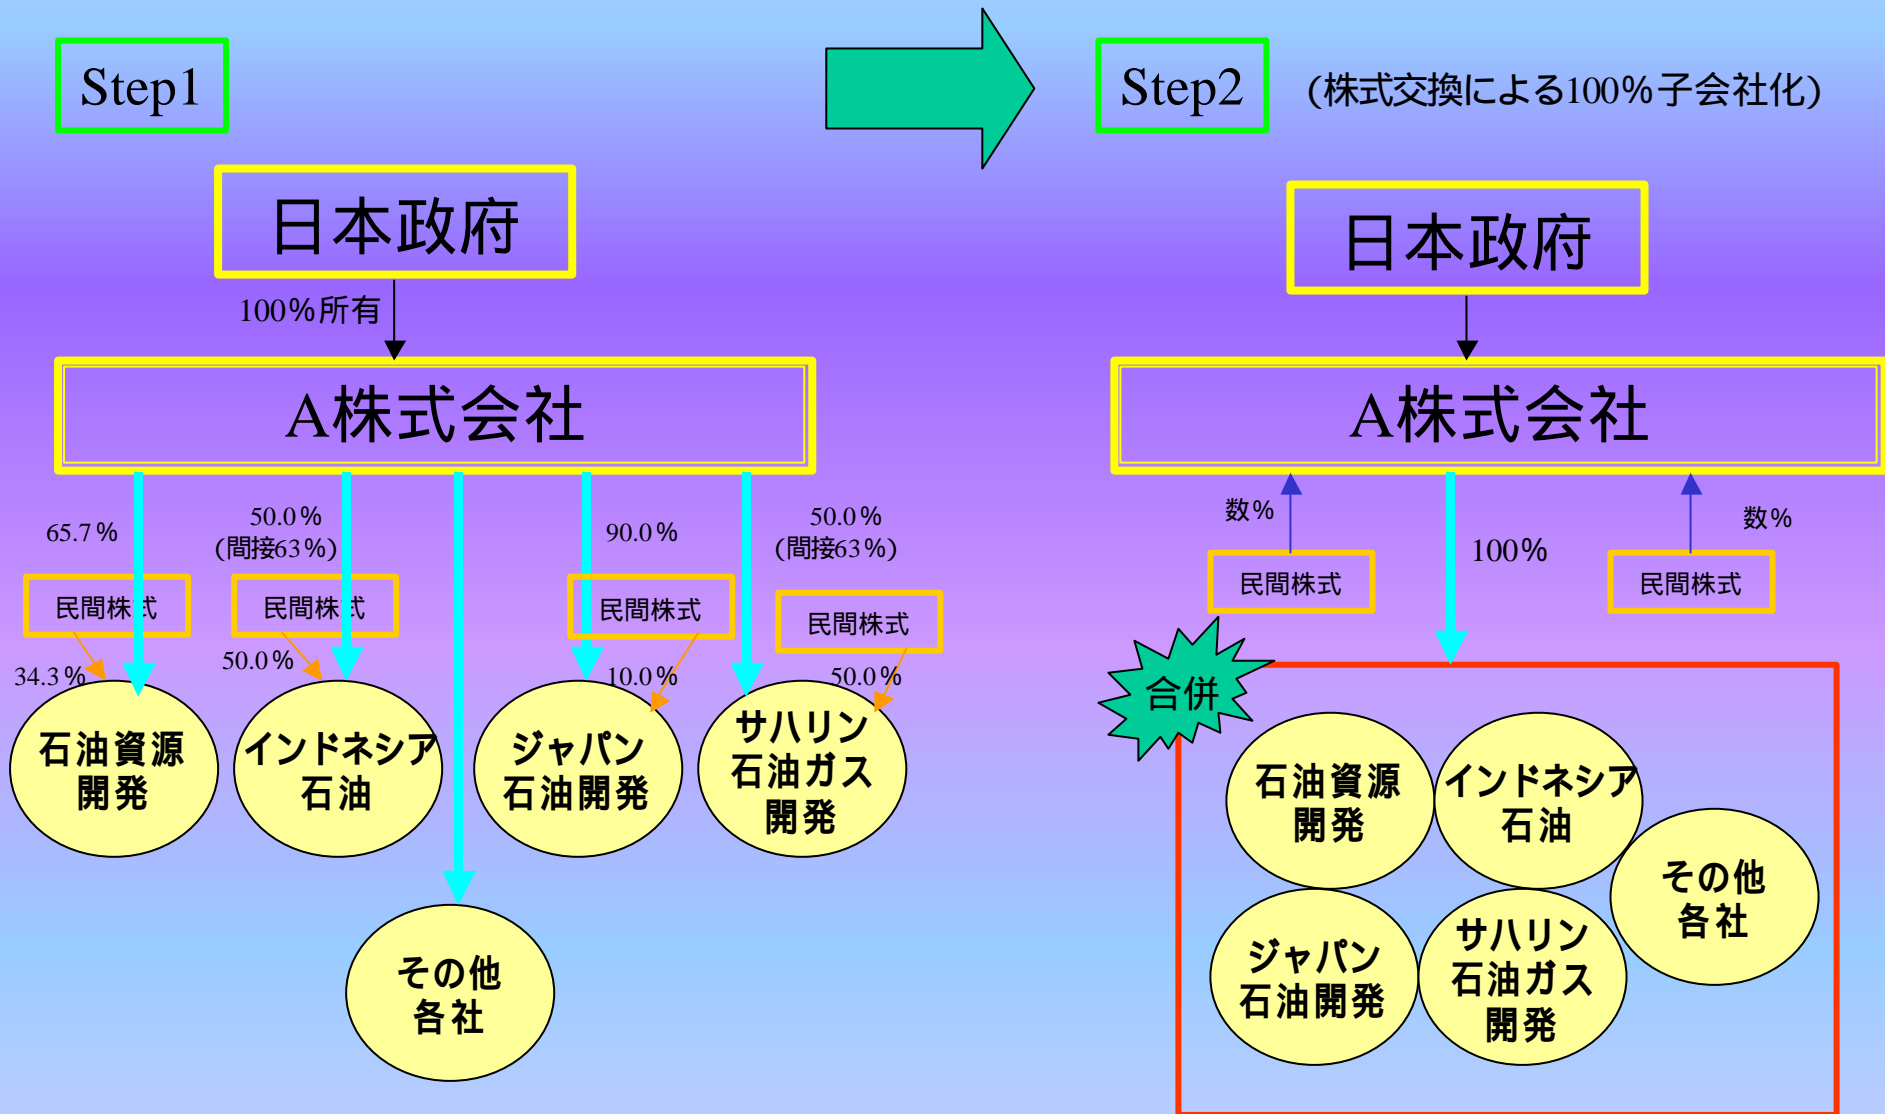 Step1
日本政府
100%所有
A株式会社
65.7%
50.0%
(間接63%)
90.0%
50.0%
(間接63%)
民間株式
民間株式
民間株式
民間株式
34.3%
50.0%
10.0%
50.0%
石油資源
開発
インドネシア
石油
ジャパン
石油開発
サハリン
石油ガス
開発
その他
各社
Step2
(株式交換による100%子会社化)
日本政府
A株式会社
数%
100%
数%
民間株式
民間株式
合併
石油資源
開発
インドネシア
石油
その他
各社
ジャパン
石油開発
サハリン
石油ガス
開発